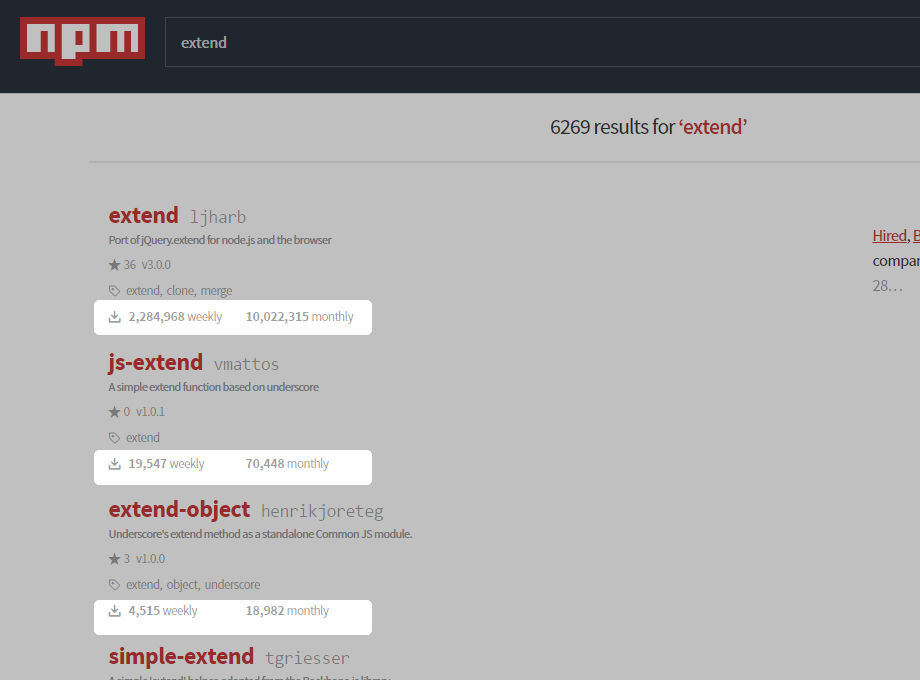 npm
extend
6269 results for ‘extend’
extend ljharb
Port of jQuery.extend for node.js and the browser
36 v3.0.0
extend, clone, merge
2,284,968 weekly 10,022,315 monthly
js-extend vmattos
A simple extend function based on underscore
0 v1.0.1
extend
19,547 weekly 70,448 monthly
extend-object henrikjoreteg
Underscore's extend method as a standalone Common JS module.
3 v1.0.0
extend, object, underscore
4,515 weekly 18,982 monthly
simple-extend tgriesser
Hired, B
compar
28…